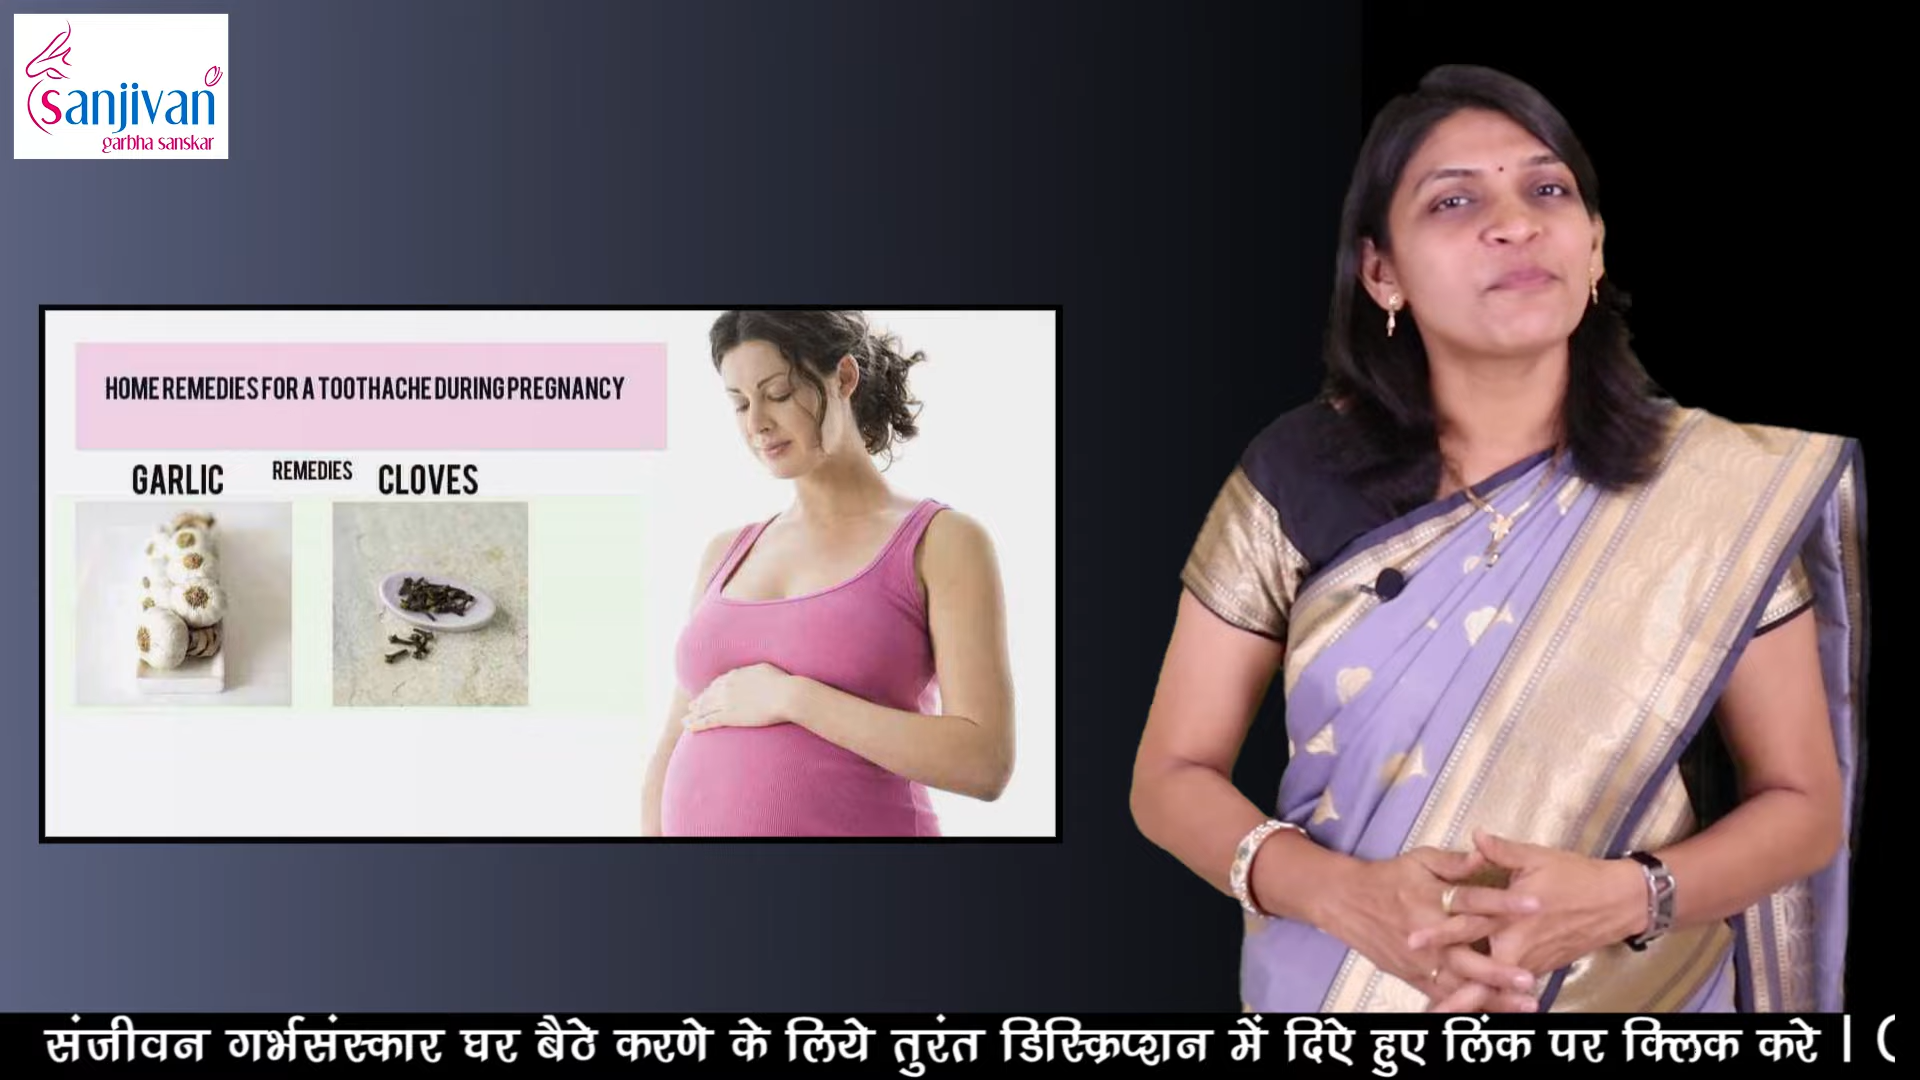 Sanjivan
garbha sanskar
HOME REMEDIES FOR A TOOTHACHE DURING PREGNANCY
REMEDIES
GARLIC CLOVES
संजीवन गर्भसंस्कार घर बैठे करणे के लिये तुरंत डिस्क्रिप्शन में दिऐ हुए लिंक पर क्लिक करे |